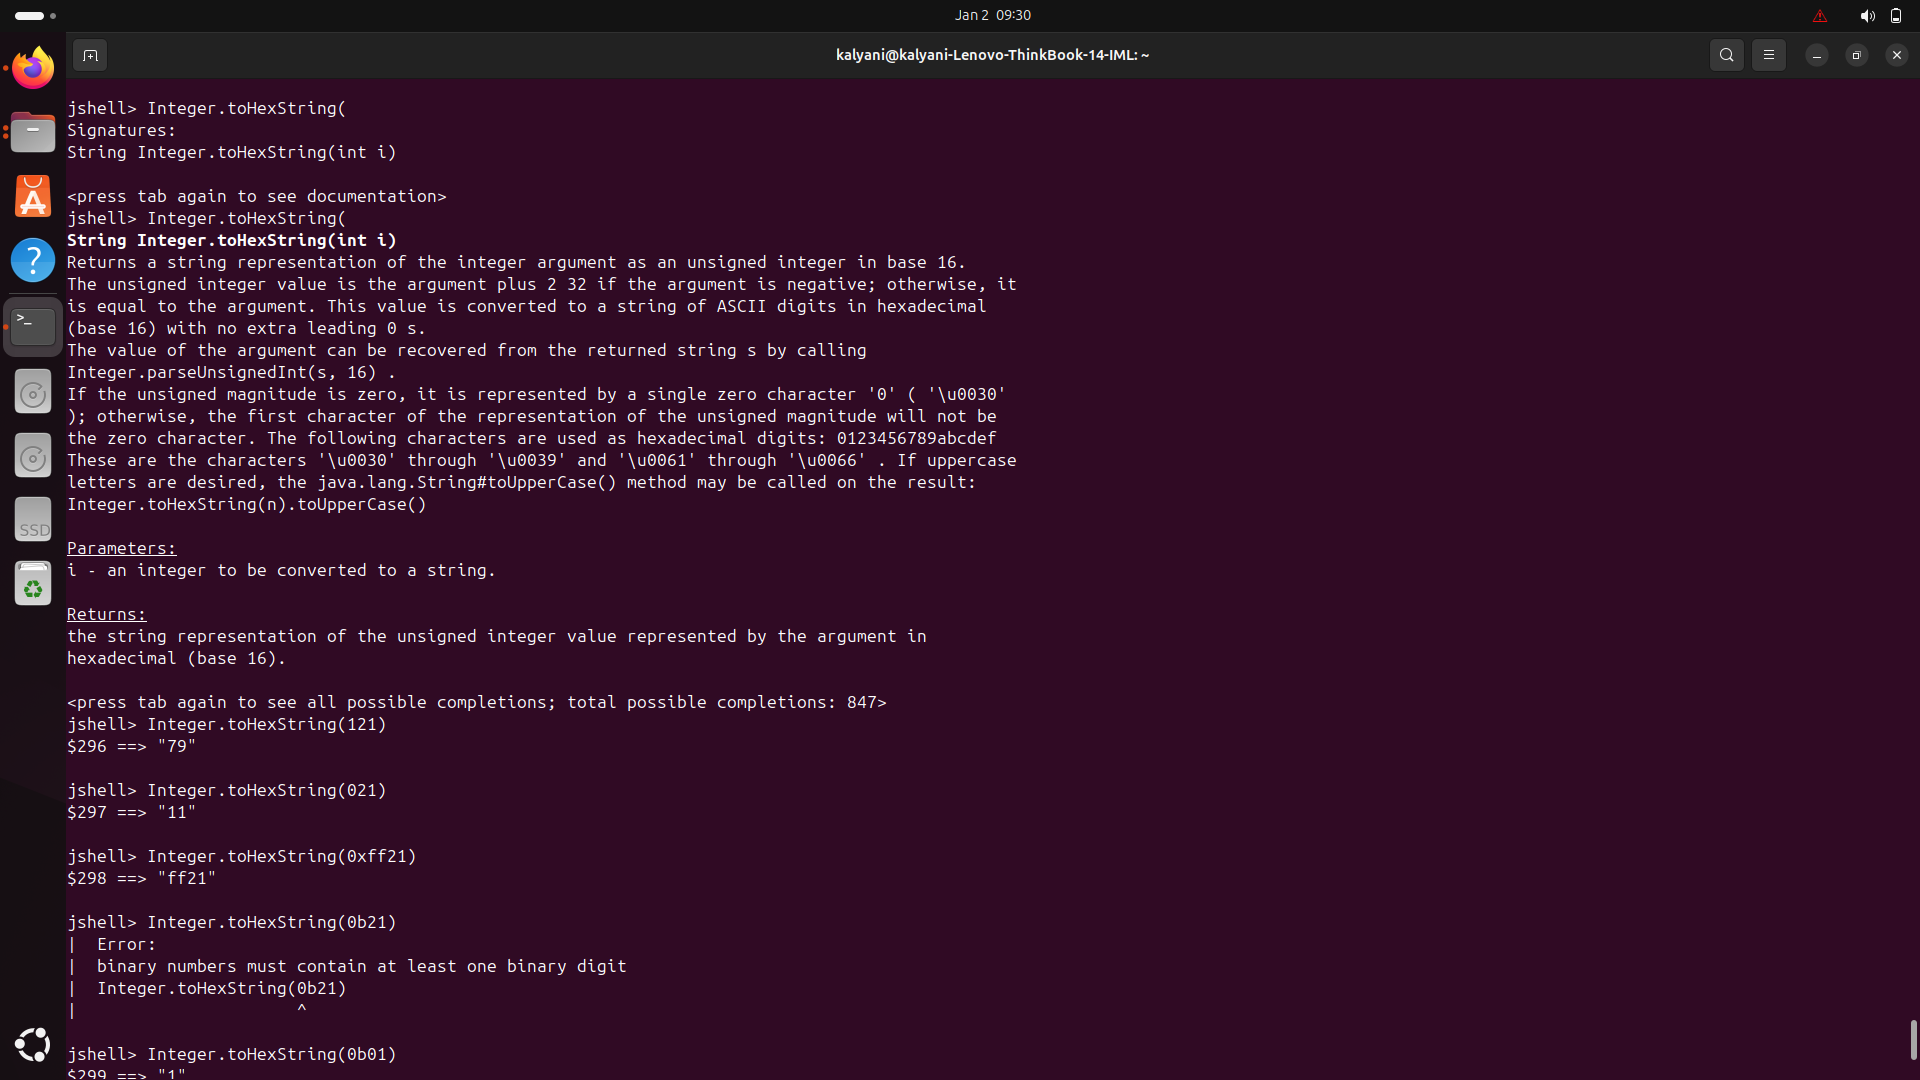 Jan 2 09:30
kalyani@kalyani-Lenovo-ThinkBook-14-IML: ~
jshell> Integer.toHexString(
Signatures:
String Integer.toHexString(int i)
<press tab again to see documentation>
jshell> Integer.toHexString(
String Integer.toHexString(int i)
Returns a string representation of the integer argument as an unsigned integer in base 16.
The unsigned integer value is the argument plus 2 32 if the argument is negative; otherwise, it
is equal to the argument. This value is converted to a string of ASCII digits in hexadecimal
(base 16) with no extra leading 0 s.
The value of the argument can be recovered from the returned string s by calling
Integer.parseUnsignedInt(s, 16) .
If the unsigned magnitude is zero, it is represented by a single zero character '0' ( '\u0030'
); otherwise, the first character of the representation of the unsigned magnitude will not be
the zero character. The following characters are used as hexadecimal digits: 0123456789abcdef
These are the characters '\u0030' through '\u0039' and '\u0061' through '\u0066' . If uppercase
letters are desired, the java.lang.String#toUpperCase() method may be called on the result:
Integer.toHexString(n).toUpperCase()
Parameters:
i - an integer to be converted to a string.
Returns:
the string representation of the unsigned integer value represented by the argument in
hexadecimal (base 16).
<press tab again to see all possible completions; total possible completions: 847>
jshell> Integer.toHexString(121)
$296 ==> "79"
jshell> Integer.toHexString(021)
$297 ==> "11"
jshell> Integer.toHexString(0xff21)
$298 ==> "ff21"
jshell> Integer.toHexString(0b21)
|  Error:
|  binary numbers must contain at least one binary digit
|  Integer.toHexString(0b21)
|                      ^
jshell> Integer.toHexString(0b01)
$299 ==> "1"
SSD